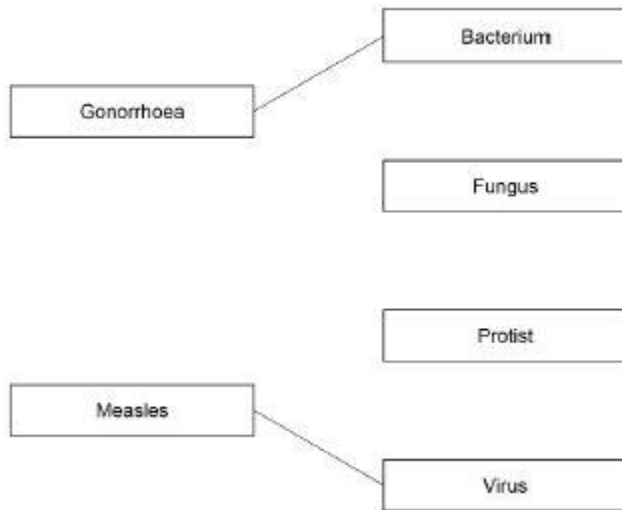 Bacterium
Gonorrhoea
Fungus
Protist
Measles
Virus